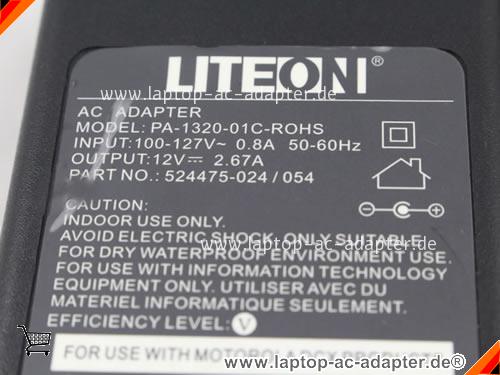 LITEON®
www.laptop-ac-adapter.de
AC ADAPTER
MODEL: PA-1320-01C-ROHS
INPUT:100-127V~ 0.8A 50-60Hz
OUTPUT:12V⎓ 2.67A
PART NO.: 524475-024 / 054
CAUTION:
INDOOR USE ONLY.
AVOID ELECTRIC SHOCK, ONLY SUITABLE
www.laptop-ac-adapter.de
FOR DRY WATERPROOF ENVIRONMENT USE.
FOR USE WITH INFORMATION TECHNOLOGY
EQUIPMENT ONLY. UTILISER AVEC DU
MATERIEL INFORMATIQUE SEULEMENT.
EFFICIENCY LEVEL: V
FOR USE WITH MOTOROLA DCX PRODUCTS
www.laptop-ac-adapter.de®